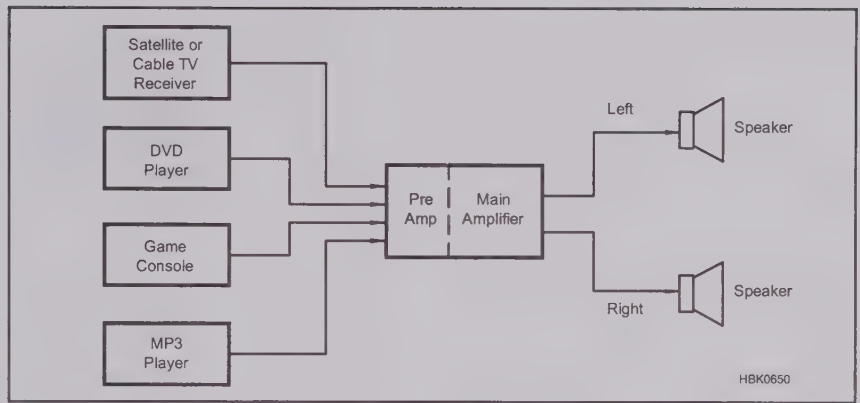 Satellite or
Cable TV
Receiver
DVD
Player
Game
Console
MP3
Player
Pre
Amp
Main
Amplifier
Left
Speaker
Right
Speaker
HBK0650